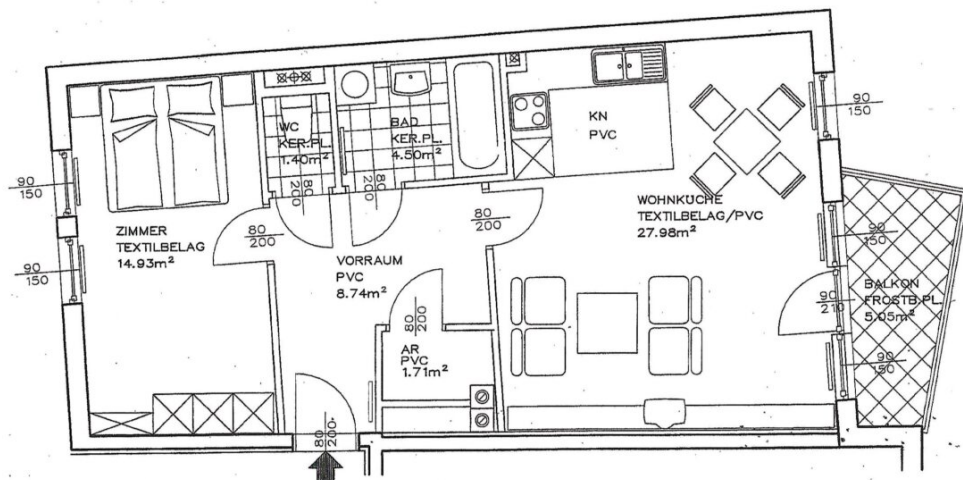 90
150
90
150
ZIMMER
TEXTILBELAG
14.93m²
80
200
WC
KER.PL.
1.40m²
80
200
BAD
KER.PL.
4.50m²
80
200
VORRAUM
PVC
8.74m²
80
200
80
200
AR
PVC
1.71m²
80
200
KN
PVC
WOHNKÜCHE
TEXTILBELAG/PVC
27.98m²
90
150
90
150
90
210
BALKON
FROSTB.PL.
5.05m²
90
150